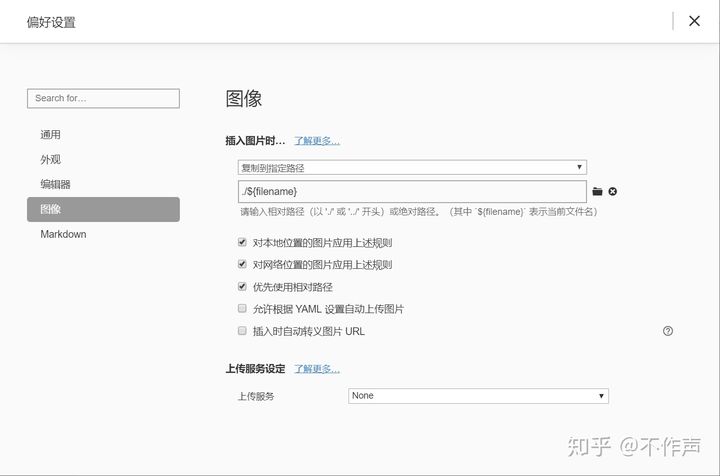 偏好设置
Search for...
通用
外观
编辑器
图像
Markdown
图像
插入图片时... 了解更多...
复制到指定路径
./${filename}
请输入相对路径（以 './' 或 '../' 开头）或绝对路径。（其中 `${filename}` 表示当前文件名）
对本地位置的图片应用上述规则
对网络位置的图片应用上述规则
优先使用相对路径
允许根据 YAML 设置自动上传图片
插入时自动转义图片 URL
上传服务设定 了解更多...
上传服务 None
知乎 @不作声